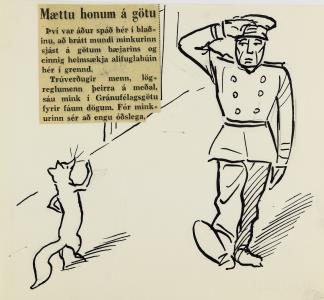 Mættu honum á götu
Því var áður spáð hér í blað-
inu, að brátt mundi minkurinn
sjást á götum bæjarins og
einnig heimsækja alifuglabúin
hér í grennd.
Trúverðugir menn, lög-
reglumenn þeirra á meðal,
sáu mink í Gránufélagsgötu
fyrir fáum dögum. Fór mink-
urinn sér að engu óðslega.